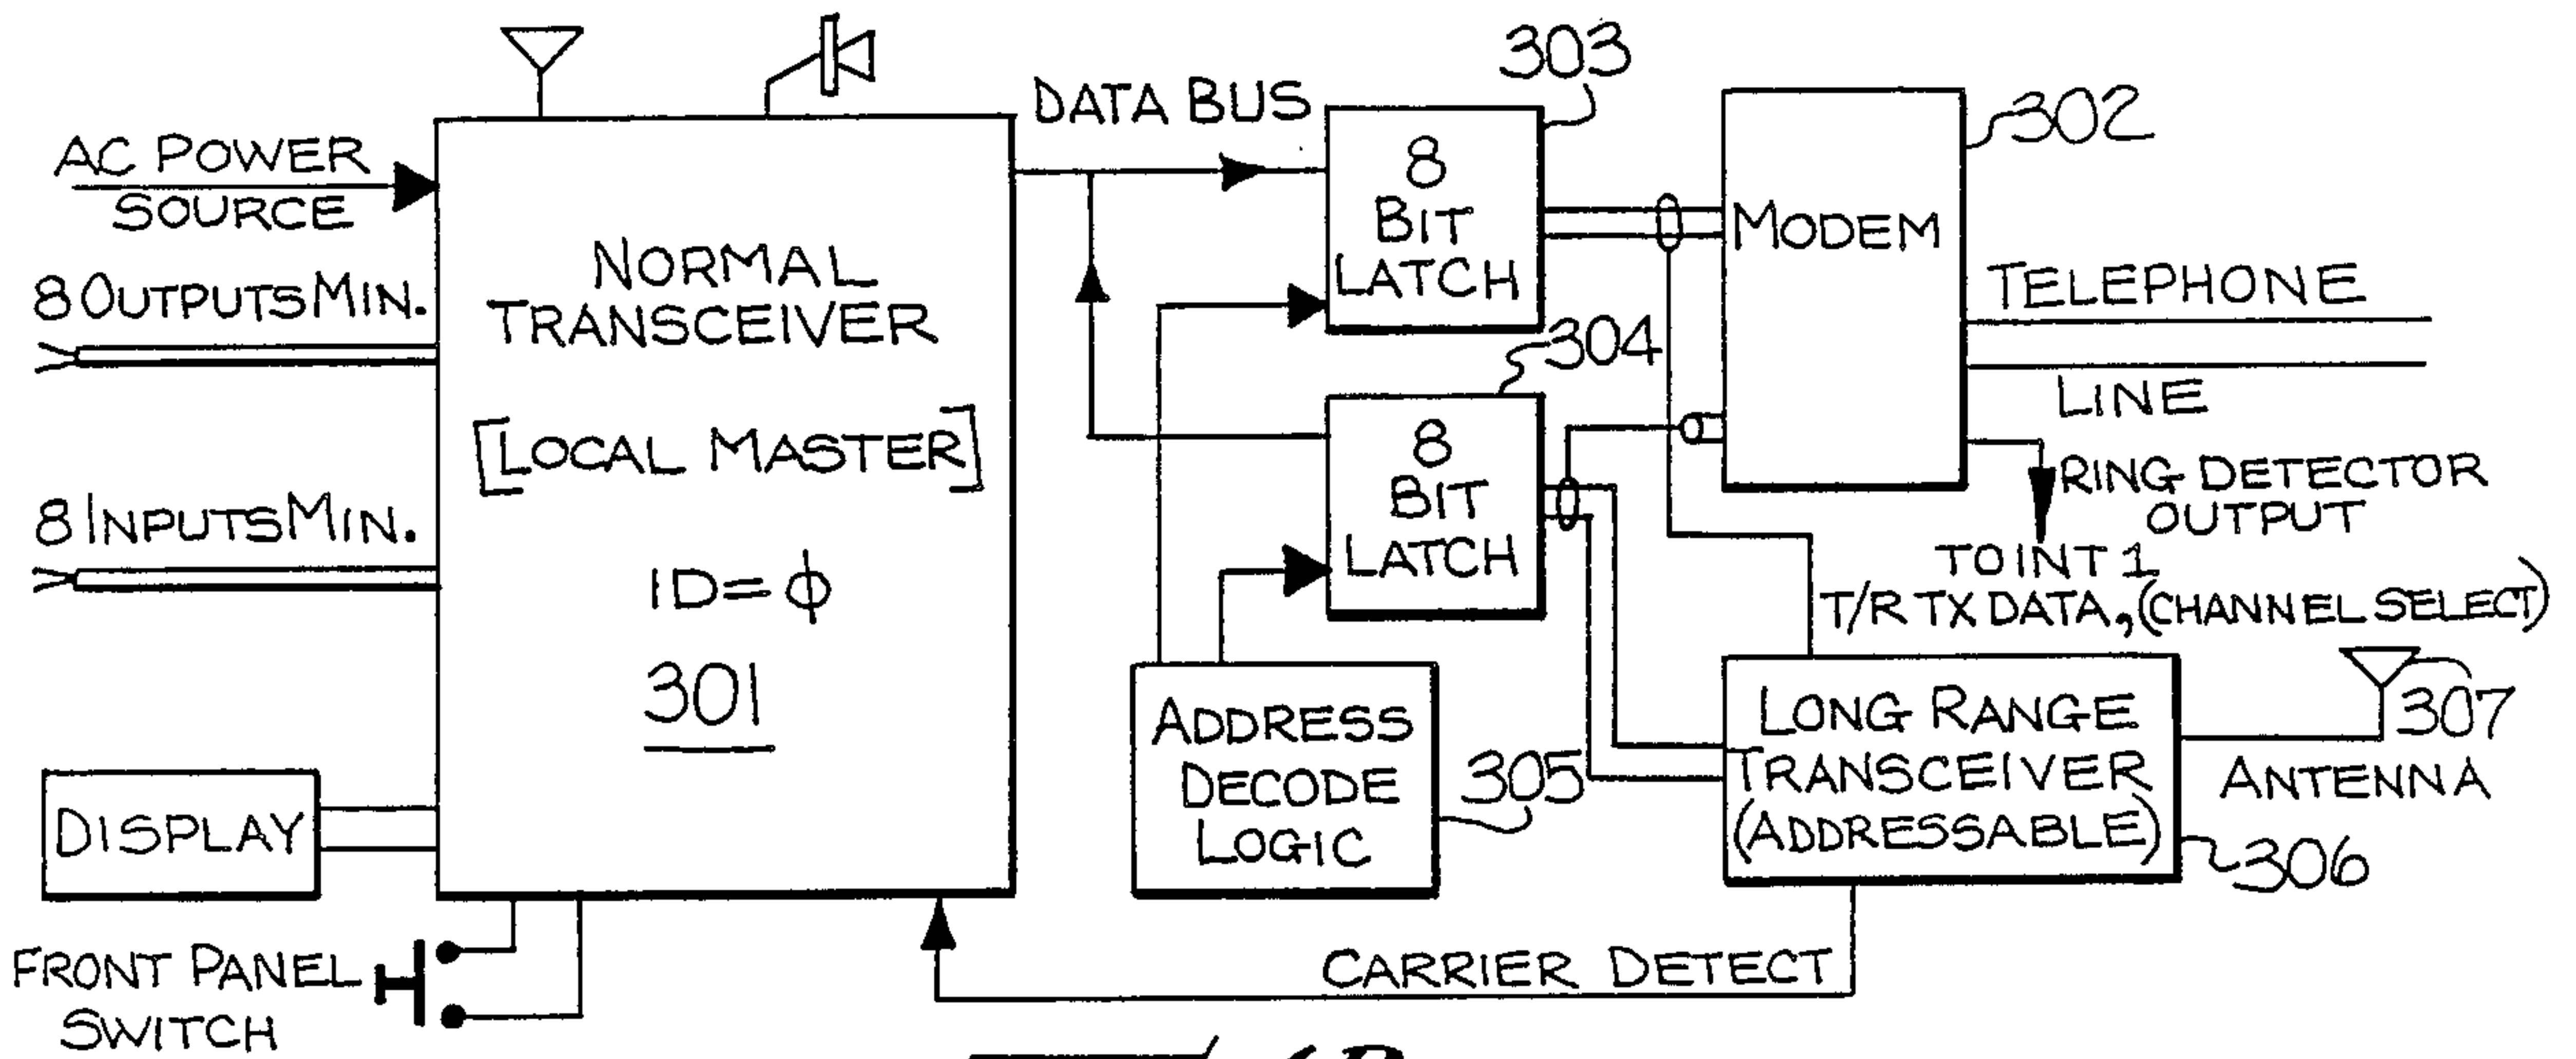 AC POWER
SOURCE
8 OUTPUTS MIN.
8 INPUTS MIN.
DISPLAY
FRONT PANEL
SWITCH
NORMAL
TRANSCEIVER
[LOCAL MASTER]
ID=φ
301
DATA BUS
303
8
BIT
LATCH
304
8
BIT
LATCH
ADDRESS
DECODE
LOGIC
305
302
MODEM
TELEPHONE
LINE
RING DETECTOR
OUTPUT
TO INT 1
T/R TX DATA, (CHANNEL SELECT)
LONG RANGE
TRANSCEIVER
(ADDRESSABLE)
306
307
ANTENNA
CARRIER DETECT